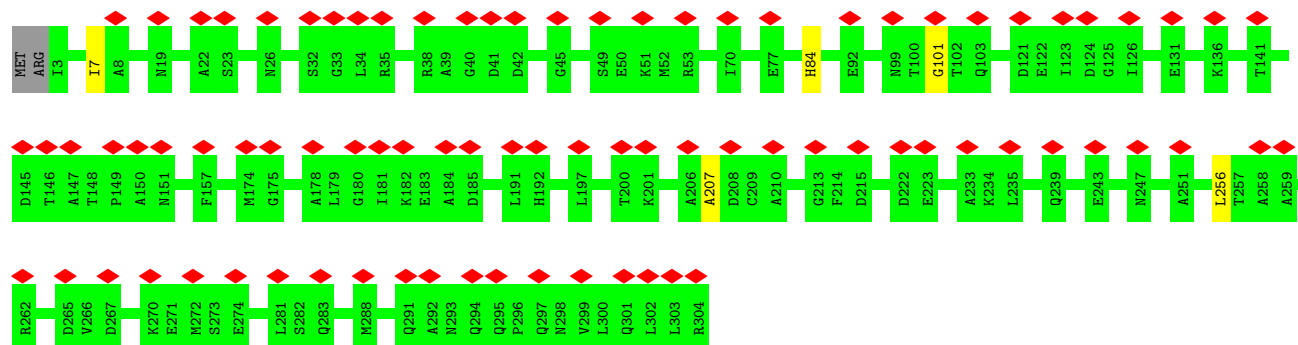 MET ARG I3 I7 A8 N19 A22 S23 N26 S32 G33 L34 R35 R38 A39 G40 D41 D42 G45 S49 E50 K51 M52 R53 I70 E77 H84 E92 N99 T100 G101 T102 Q103 D121 E122 I123 D124 G125 I126 E131 K136 T141
D145 T146 A147 T148 P149 A150 N151 F157 M174 G175 A178 L179 G180 I181 K182 E183 A184 D185 L191 H192 L197 T200 K201 A206 A207 D208 C209 A210 G213 F214 D215 D222 E223 A233 K234 L235 Q239 E243 N247 A251 L256 T257 A258 A259
R262 D265 V266 D267 K270 E271 M272 S273 E274 L281 S282 Q283 M288 Q291 A292 N293 Q294 Q295 P296 Q297 N298 V299 L300 Q301 L302 L303 R304